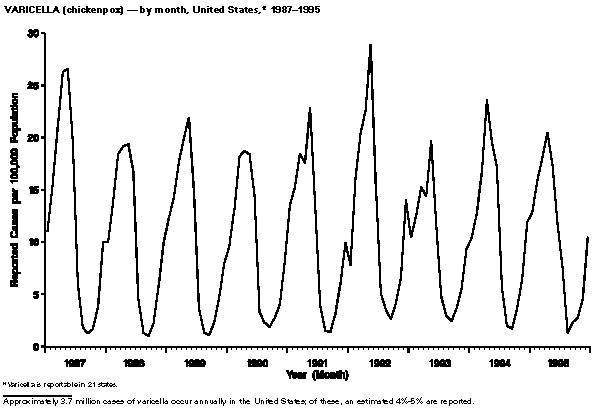 VARICELLA (chickenpox) — by month, United States,* 1987–1995
30
25
20
15
10
5
0
Reported Cases per 100,000 Population
1987 1988 1989 1990 1991 1992 1993 1994 1995
Year (Month)
*Varicella is reportable in 21 states.
Approximately 3.7 million cases of varicella occur annually in the United States; of these, an estimated 4%-5% are reported.